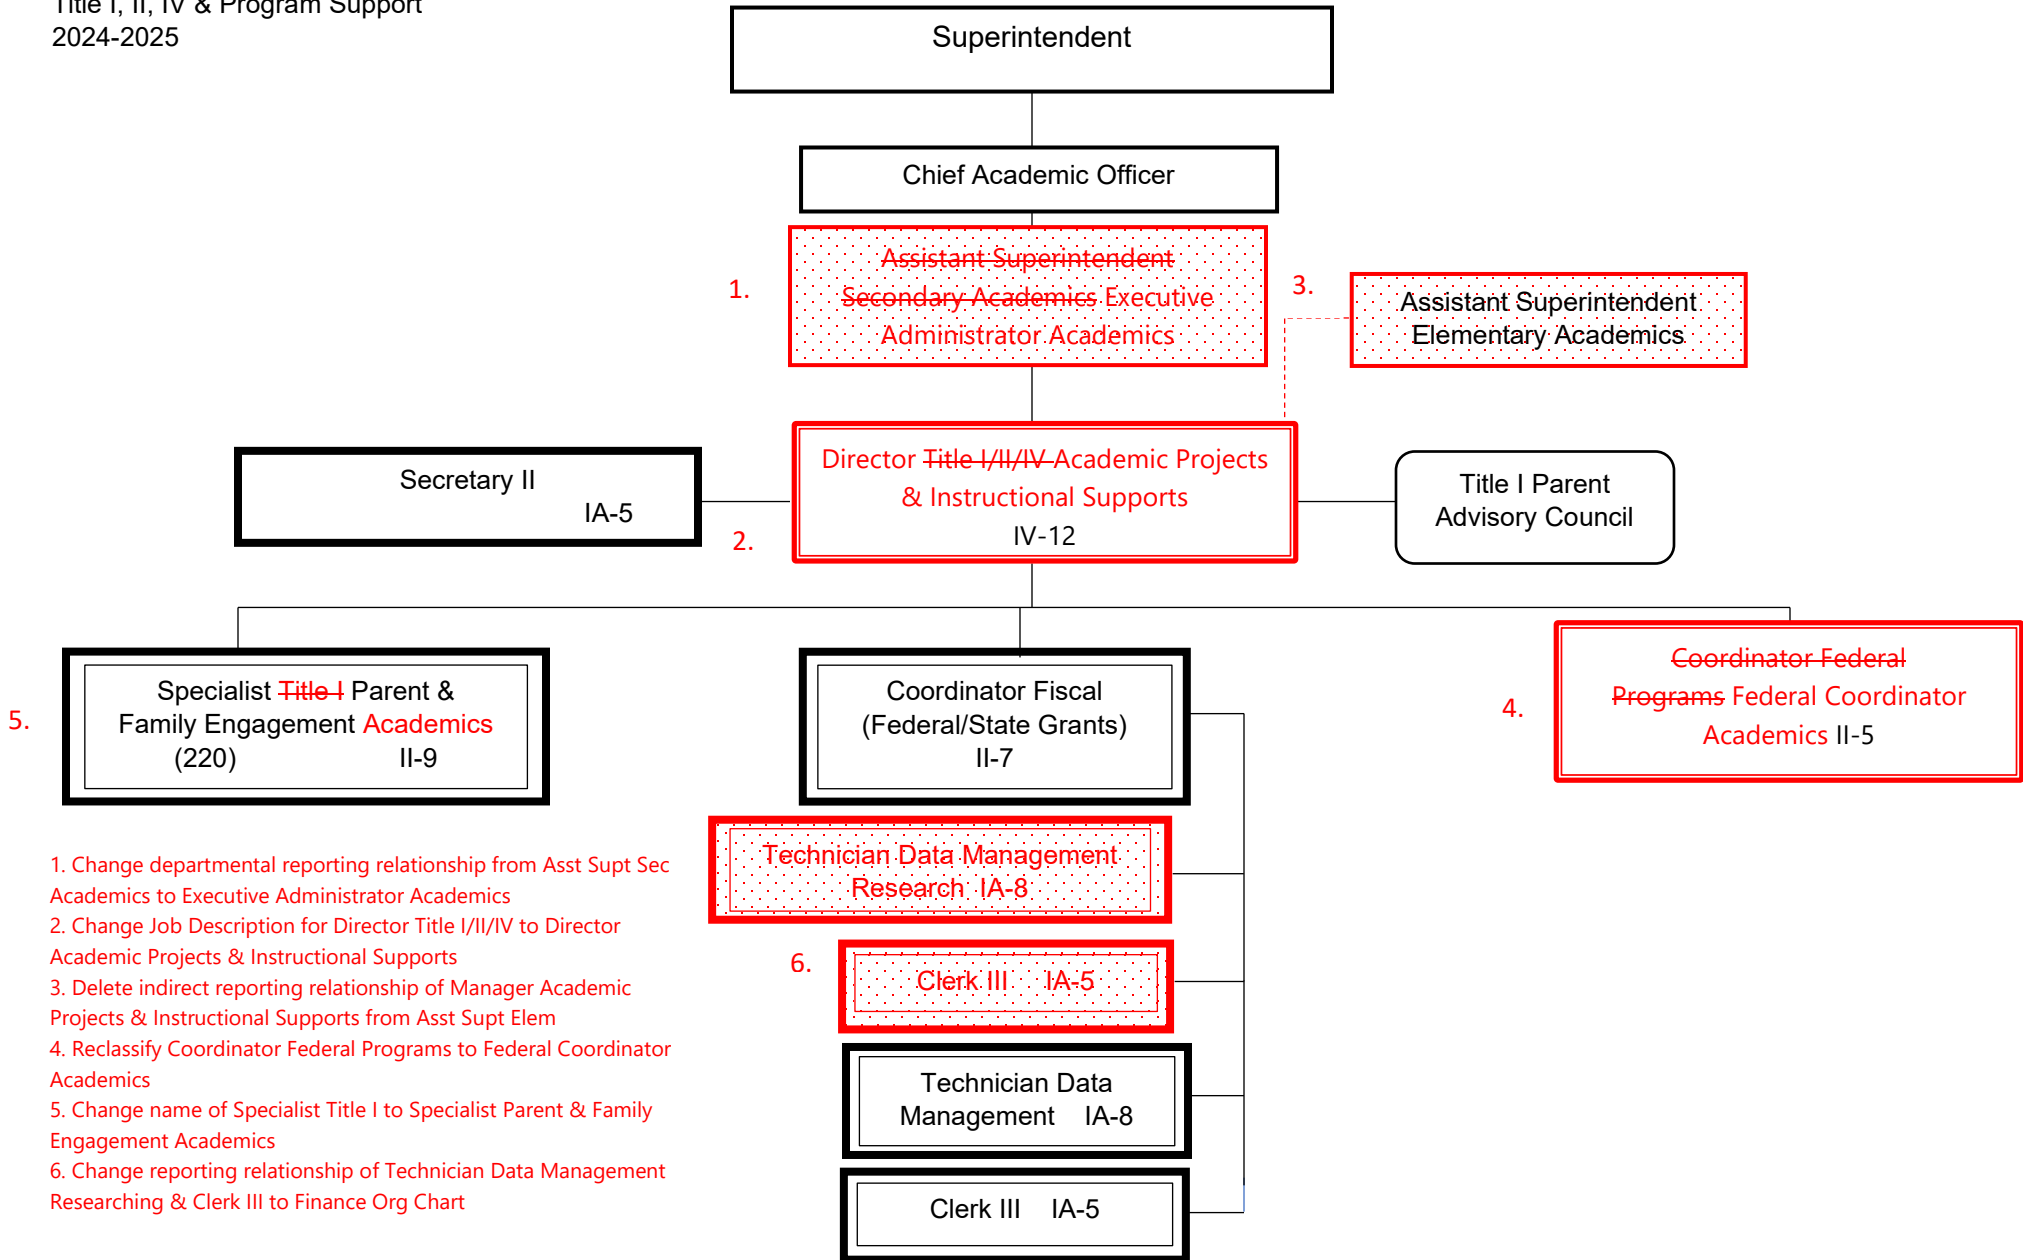 Title I, II, IV & Program Support
2024-2025
Superintendent
Chief Academic Officer
1.
Assistant Superintendent
Secondary Academics Executive
Administrator Academics
3.
Assistant Superintendent
Elementary Academics
Secretary II
IA-5
2.
Director Title I/II/IV Academic Projects
& Instructional Supports
IV-12
Title I Parent
Advisory Council
5.
Specialist Title I Parent &
Family Engagement Academics
(220) II-9
Coordinator Fiscal
(Federal/State Grants)
II-7
4.
Coordinator Federal
Programs Federal Coordinator
Academics II-5
Technician Data Management
Research IA-8
6.
Clerk III IA-5
Technician Data
Management IA-8
Clerk III IA-5
1. Change departmental reporting relationship from Asst Supt Sec
Academics to Executive Administrator Academics
2. Change Job Description for Director Title I/II/IV to Director
Academic Projects & Instructional Supports
3. Delete indirect reporting relationship of Manager Academic
Projects & Instructional Supports from Asst Supt Elem
4. Reclassify Coordinator Federal Programs to Federal Coordinator
Academics
5. Change name of Specialist Title I to Specialist Parent & Family
Engagement Academics
6. Change reporting relationship of Technician Data Management
Researching & Clerk III to Finance Org Chart